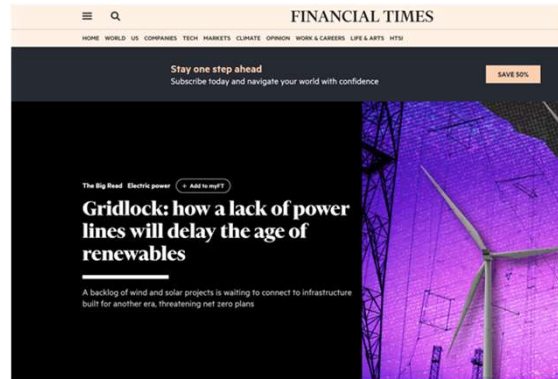 FINANCIAL TIMES
HOME WORLD US COMPANIES TECH MARKETS CLIMATE OPINION WORK & CAREERS LIFE & ARTS HTSI
Stay one step ahead
Subscribe today and navigate your world with confidence
SAVE 50%
The Big Read Electric power + Add to myFT
Gridlock: how a lack of power
lines will delay the age of
renewables
A backlog of wind and solar projects is waiting to connect to infrastructure
built for another era, threatening net zero plans